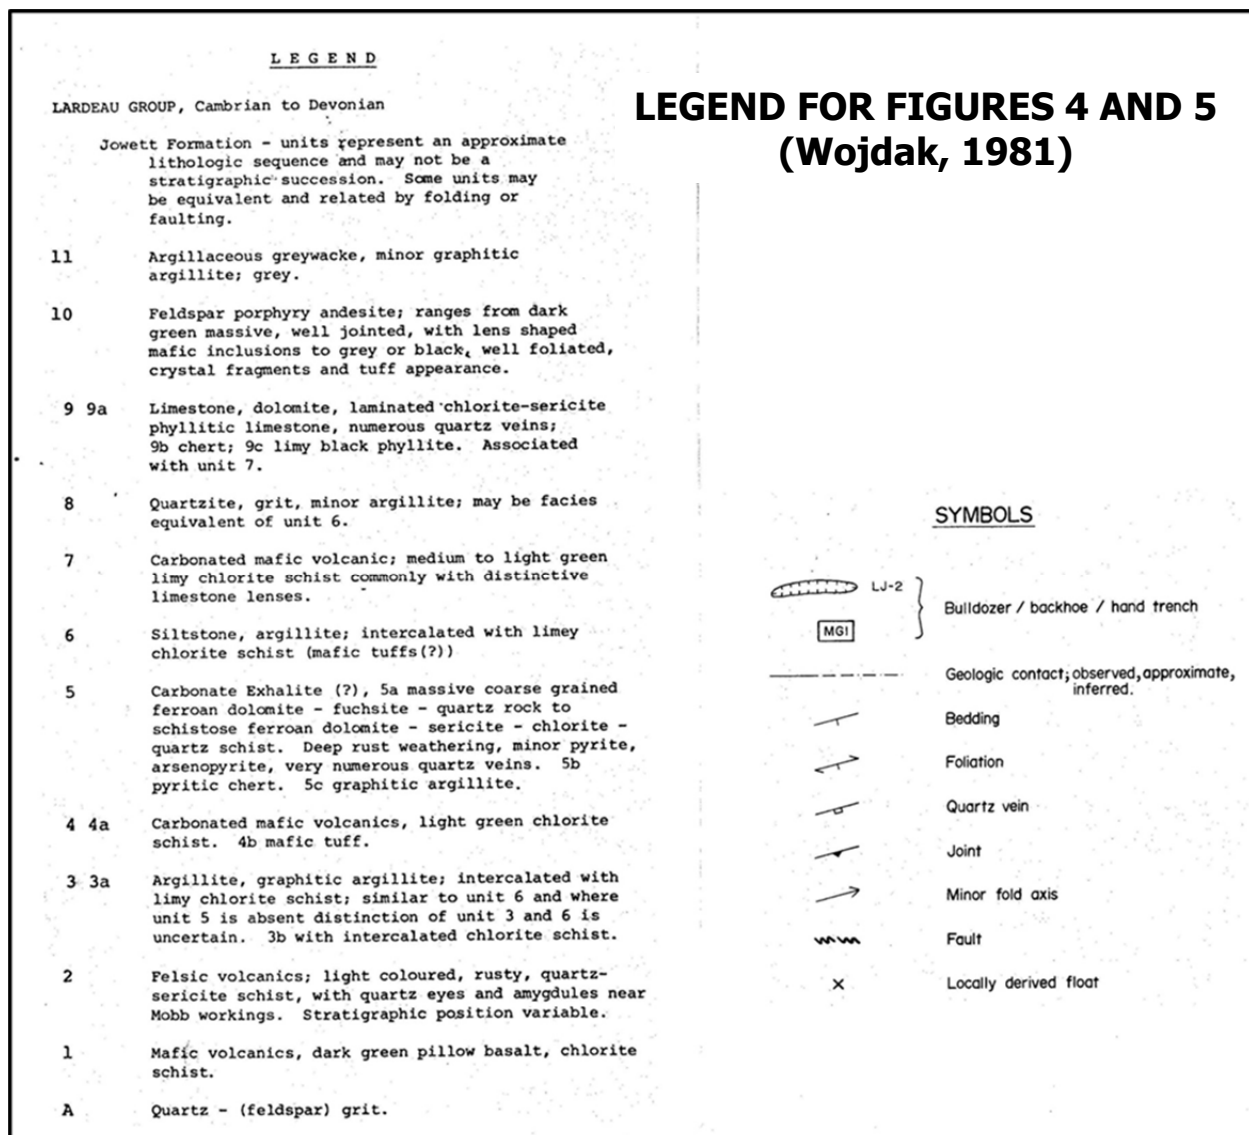 LEGEND
LARDEAU GROUP, Cambrian to Devonian
Jowett Formation - units represent an approximate
lithologic sequence and may not be a
stratigraphic succession. Some units may
be equivalent and related by folding or
faulting.
11 Argillaceous greywacke, minor graphitic
argillite; grey.
10 Feldspar porphyry andesite; ranges from dark
green massive, well jointed, with lens shaped
mafic inclusions to grey or black, well foliated,
crystal fragments and tuff appearance.
9 9a Limestone, dolomite, laminated chlorite-sericite
phyllitic limestone, numerous quartz veins;
9b chert; 9c limy black phyllite. Associated
with unit 7.
8 Quartzite, grit, minor argillite; may be facies
equivalent of unit 6.
7 Carbonated mafic volcanic; medium to light green
limy chlorite schist commonly with distinctive
limestone lenses.
6 Siltstone, argillite; intercalated with limey
chlorite schist (mafic tuffs(?))
5 Carbonate Exhalite (?), 5a massive coarse grained
ferroan dolomite - fuchsite - quartz rock to
schistose ferroan dolomite - sericite - chlorite -
quartz schist. Deep rust weathering, minor pyrite,
arsenopyrite, very numerous quartz veins. 5b
pyritic chert. 5c graphitic argillite.
4 4a Carbonated mafic volcanics, light green chlorite
schist. 4b mafic tuff.
3 3a Argillite, graphitic argillite; intercalated with
limy chlorite schist; similar to unit 6 and where
unit 5 is absent distinction of unit 3 and 6 is
uncertain. 3b with intercalated chlorite schist.
2 Felsic volcanics; light coloured, rusty, quartz-
sericite schist, with quartz eyes and amygdules near
Mobb workings. Stratigraphic position variable.
1 Mafic volcanics, dark green pillow basalt, chlorite
schist.
A Quartz - (feldspar) grit.
LEGEND FOR FIGURES 4 AND 5
(Wojdak, 1981)
SYMBOLS
LJ-2
MG1
Bulldozer / backhoe / hand trench
Geologic contact; observed, approximate,
inferred.
Bedding
Foliation
Quartz vein
Joint
Minor fold axis
Fault
Locally derived float